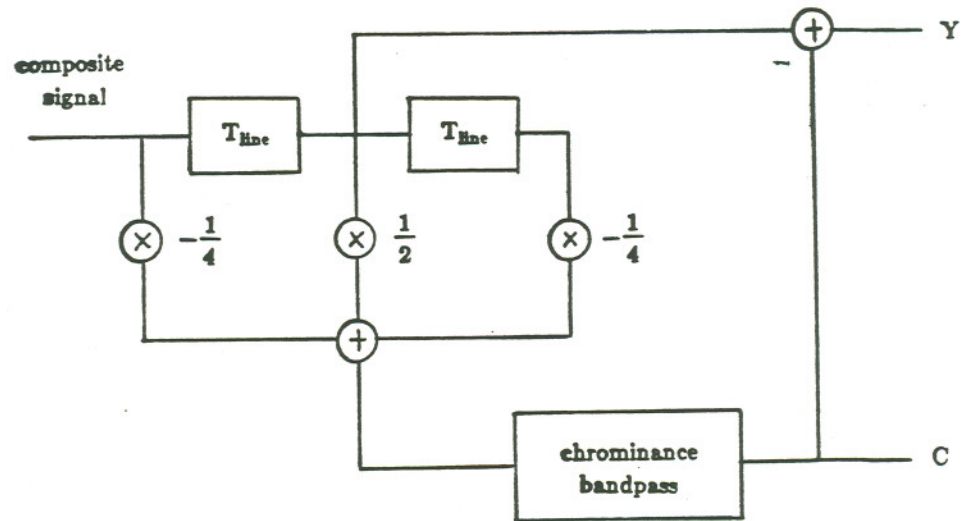 Y
composite
signal
T_line
T_line
-1/4
1/2
-1/4
chrominance
bandpass
C